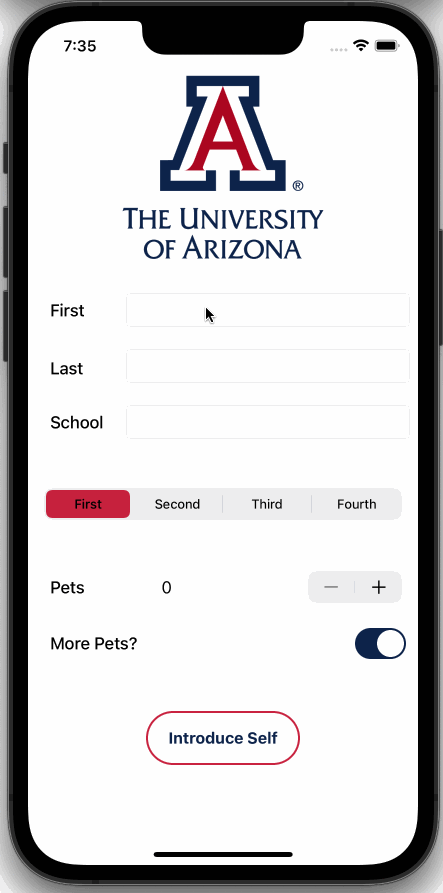 7:35
A
®
THE UNIVERSITY
OF ARIZONA
First
Last
School
First Second Third Fourth
Pets 0 − +
More Pets?
Introduce Self